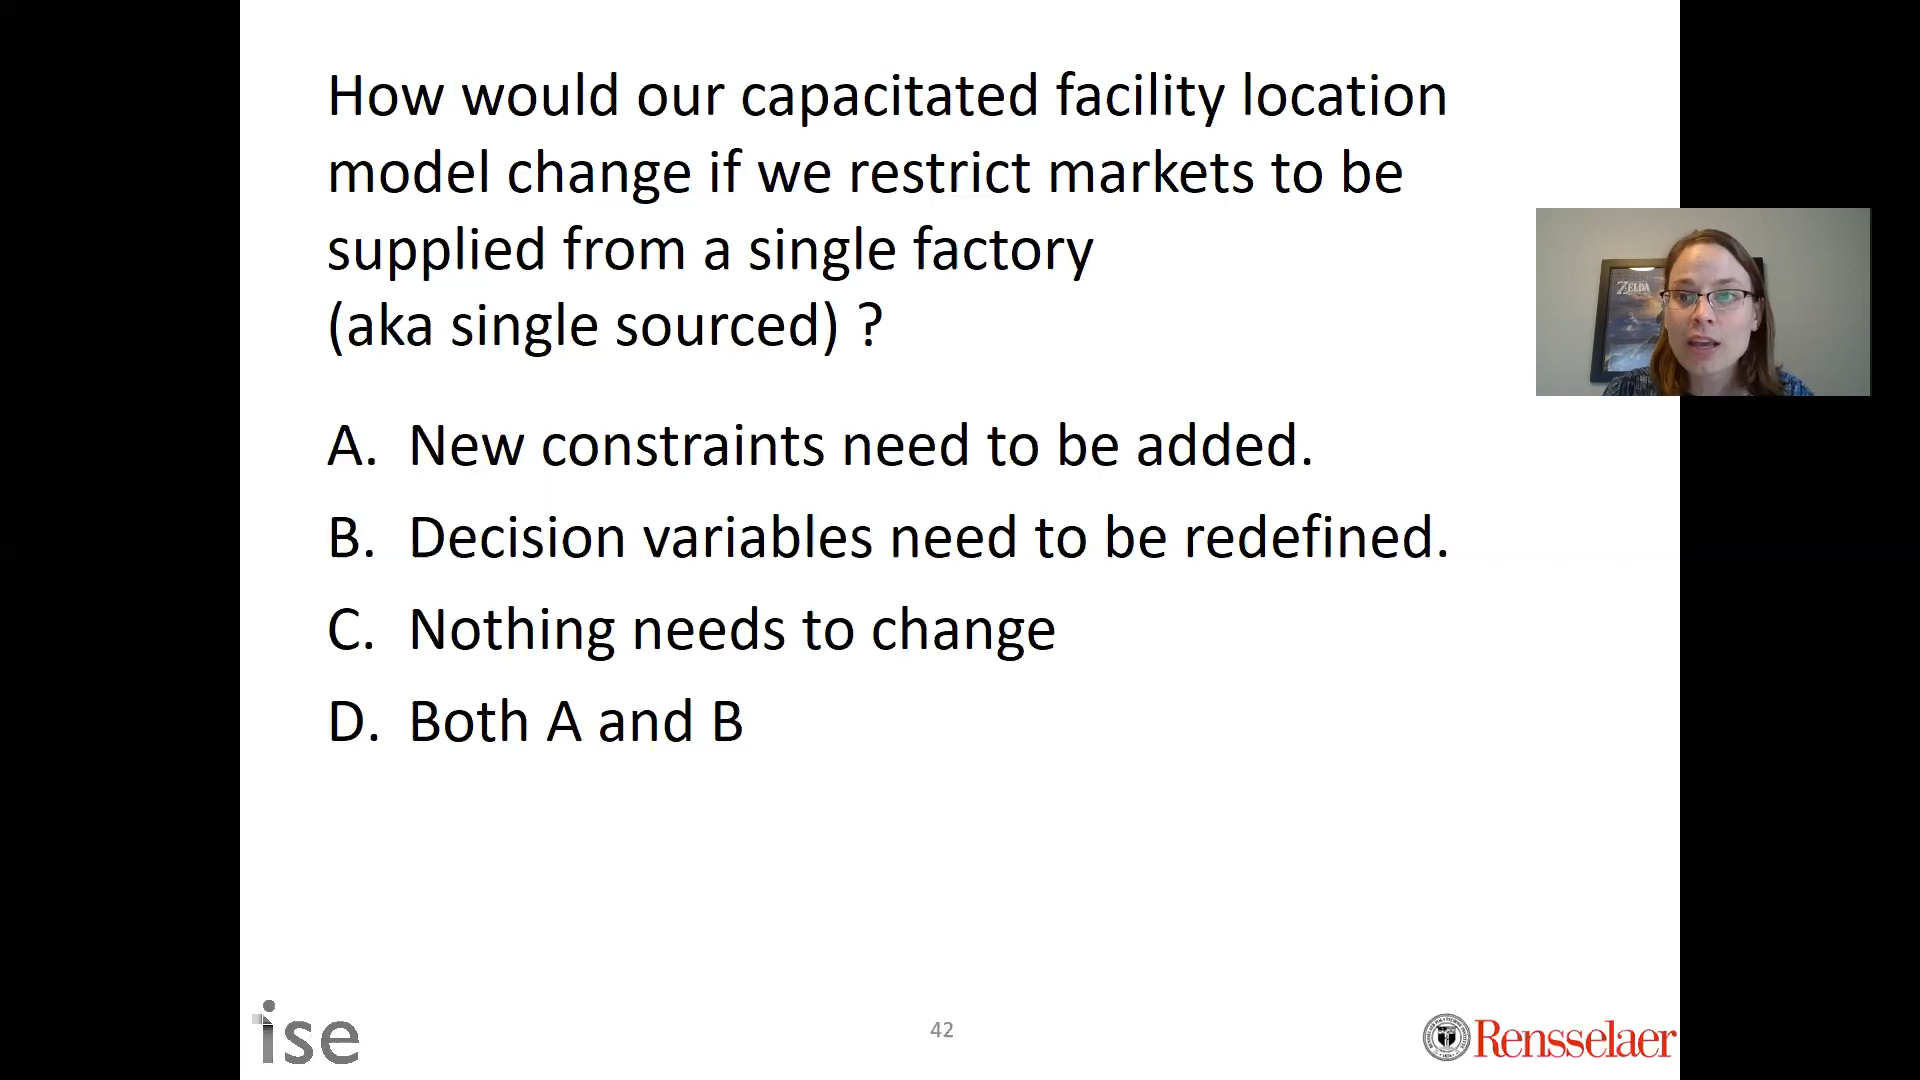 How would our capacitated facility location
model change if we restrict markets to be
supplied from a single factory
(aka single sourced) ?
ZELDA
A. New constraints need to be added.
B. Decision variables need to be redefined.
C. Nothing needs to change
D. Both A and B
ise
42
Rensselaer